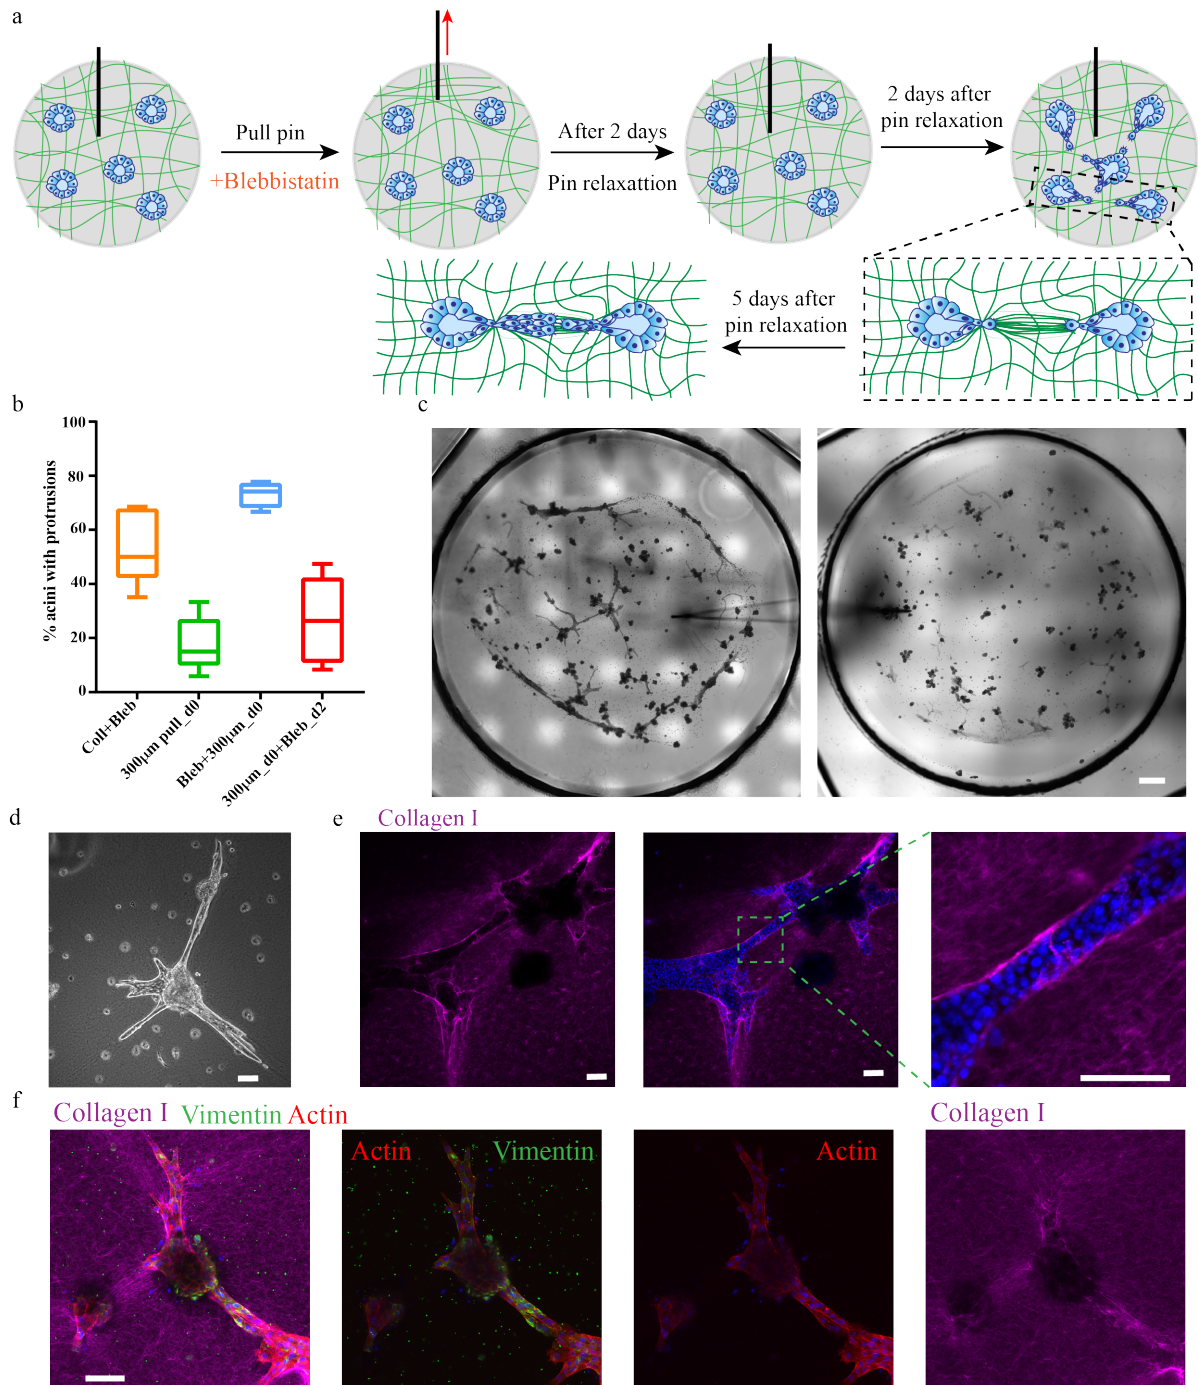 a
Pull pin
+Blebbistatin
After 2 days
Pin relaxattion
2 days after
pin relaxation
5 days after
pin relaxation
b
% acini with protrusions
100
80
60
40
20
0
Coll+Bleb
300µm pull_d0
Bleb+300µm_d0
300µm_d0+Bleb_d2
c
d
e
Collagen I
f
Collagen I Vimentin Actin
Actin
Vimentin
Actin
Collagen I